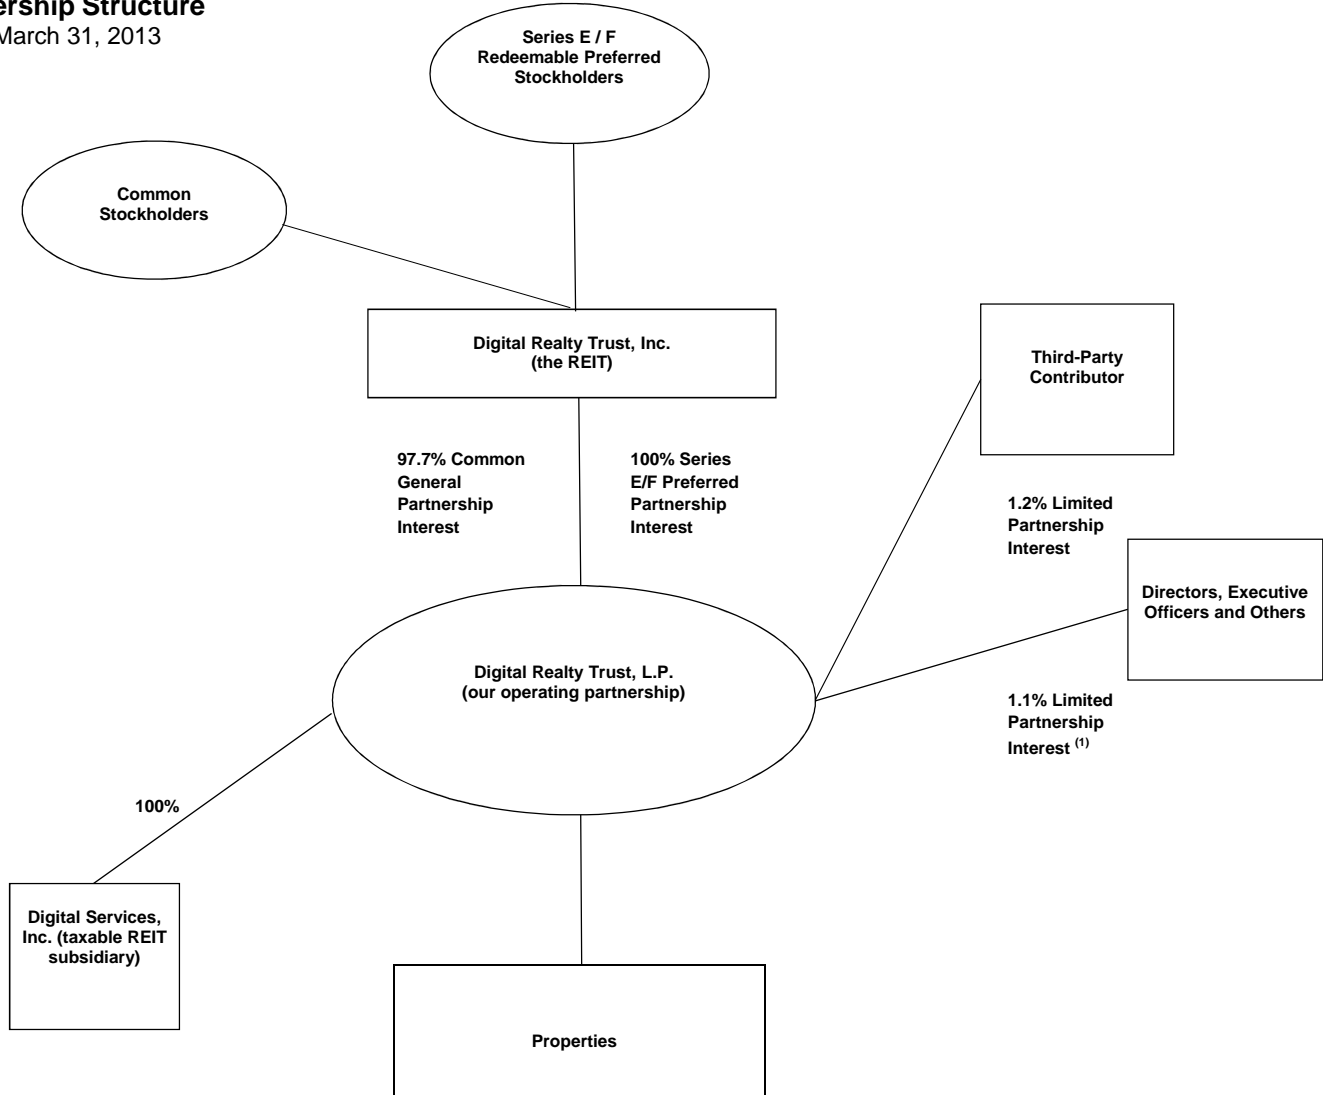 ership Structure
March 31, 2013
Series E / F
Redeemable Preferred
Stockholders
Common
Stockholders
Digital Realty Trust, Inc.
(the REIT)
Third-Party
Contributor
97.7% Common
General
Partnership
Interest
100% Series
E/F Preferred
Partnership
Interest
1.2% Limited
Partnership
Interest
Directors, Executive
Officers and Others
Digital Realty Trust, L.P.
(our operating partnership)
1.1% Limited
Partnership
Interest (1)
100%
Digital Services,
Inc. (taxable REIT
subsidiary)
Properties